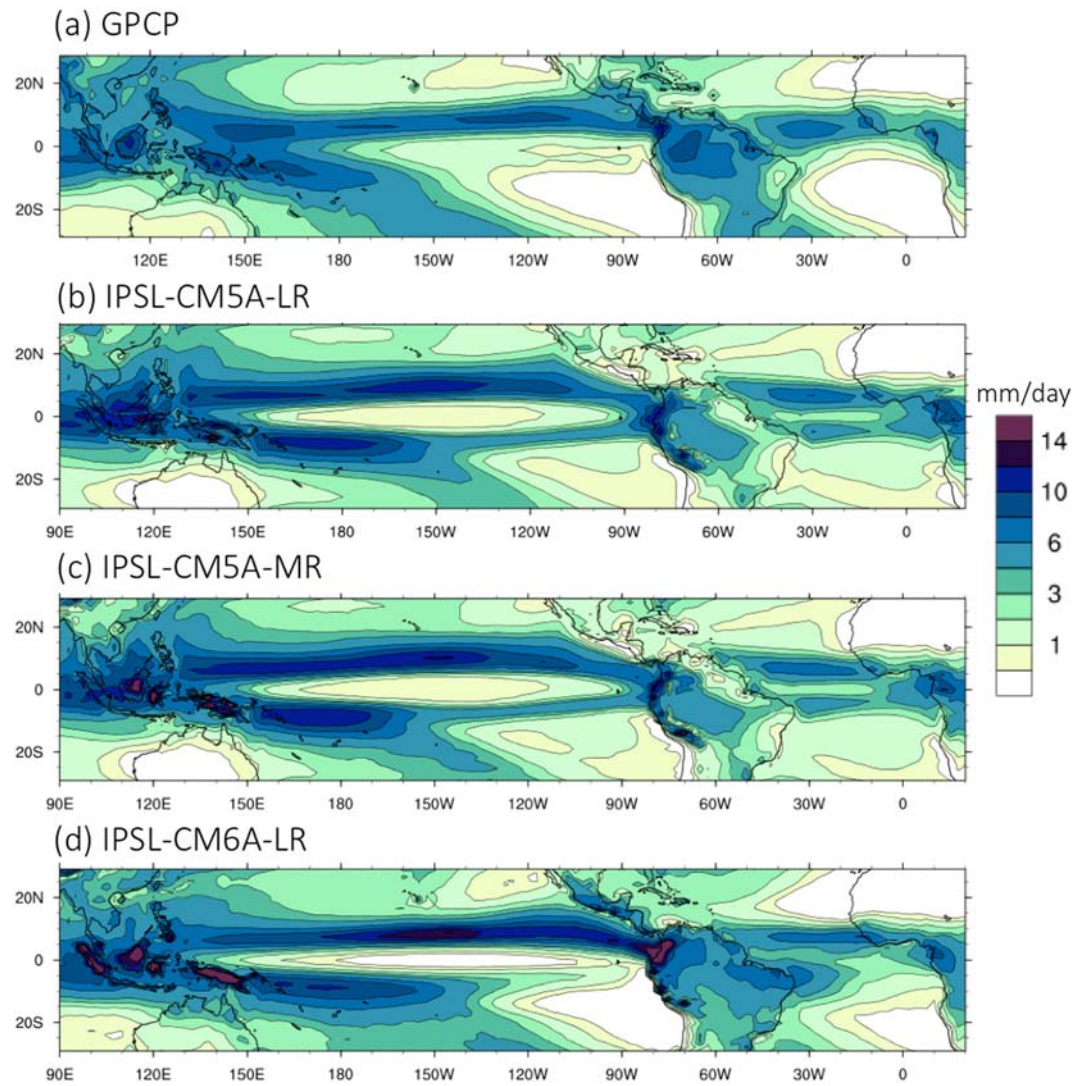 (a) GPCP
20N
0
20S
120E 150E 180 150W 120W 90W 60W 30W 0
(b) IPSL-CM5A-LR
20N
0
20S
90E 120E 150E 180 150W 120W 90W 60W 30W 0
mm/day
14
10
6
3
1
(c) IPSL-CM5A-MR
20N
0
20S
90E 120E 150E 180 150W 120W 90W 60W 30W 0
(d) IPSL-CM6A-LR
20N
0
20S
90E 120E 150E 180 150W 120W 90W 60W 30W 0